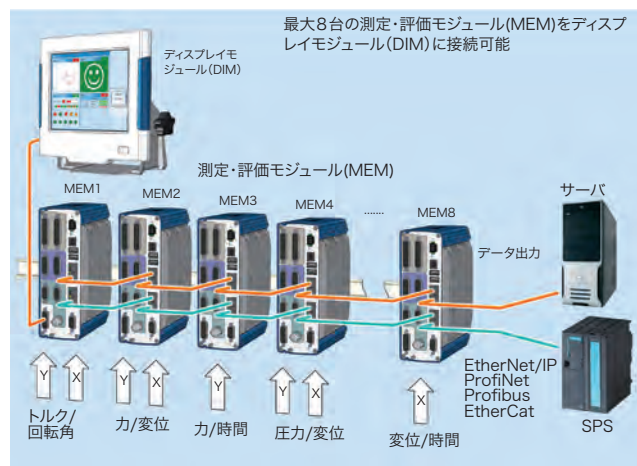 最大8台の測定・評価モジュール(MEM)をディスプ
レイモジュール(DIM)に接続可能
ディスプレイモ
ジュール(DIM)
測定・評価モジュール(MEM)
MEM1
MEM2
MEM3
MEM4
.......
MEM8
サーバ
データ出力
EtherNet/IP
ProfiNet
Profibus
EtherCat
SPS
Y
X
Y
X
Y
Y
X
X
トルク/
回転角
力/変位
力/時間
圧力/変位
変位/時間